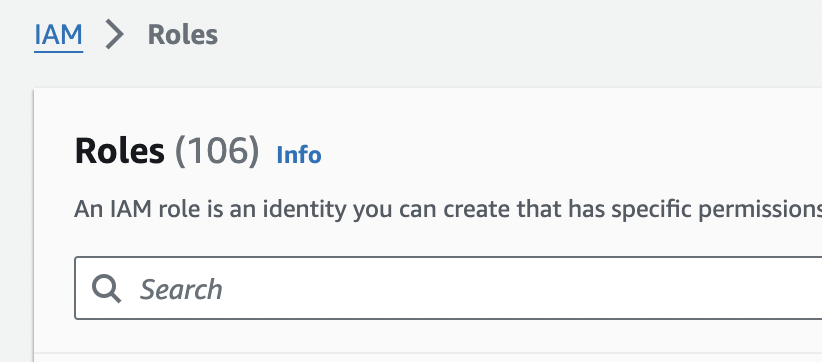 IAM > Roles
Roles (106) Info
An IAM role is an identity you can create that has specific permissions
Search